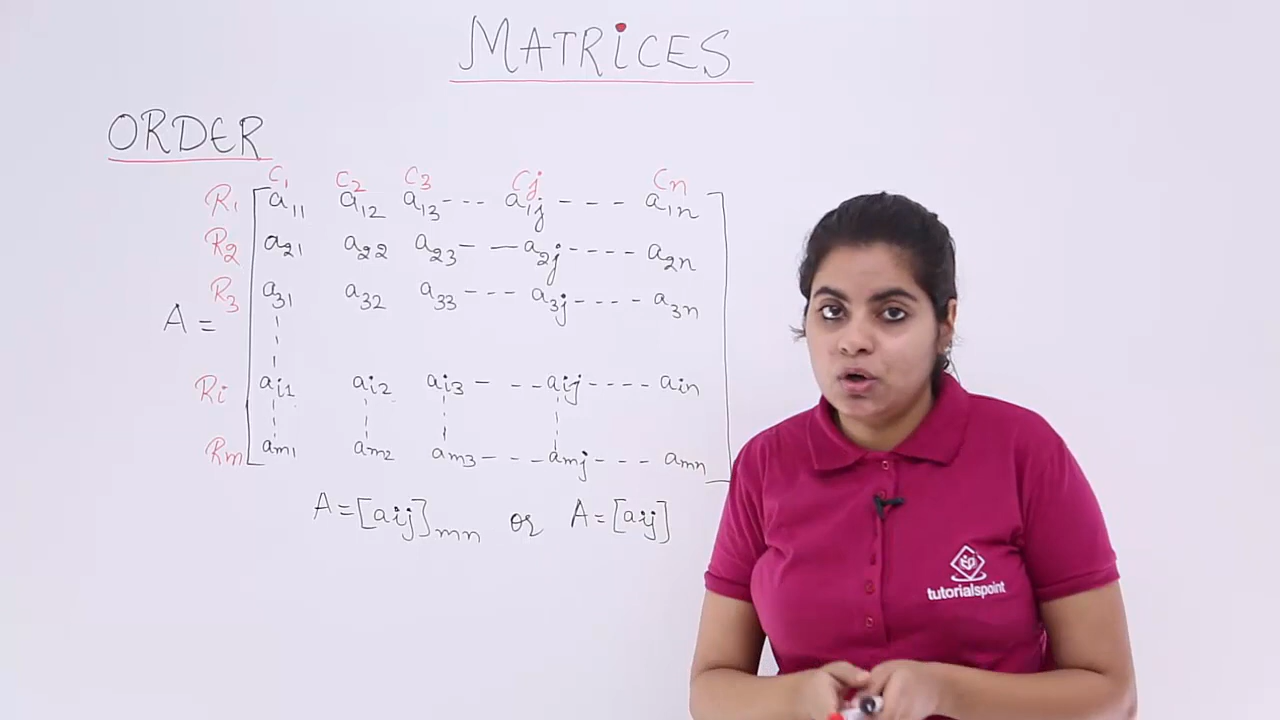 MATRICES
ORDER
C1 C2 C3 Cj Cn
R1 a11 a12 a13 --- a1j ---- a1n
R2 a21 a22 a23 - — a2j ---- a2n
R3 a31 a32 a33 --- a3j ---- a3n
A =
Ri ai1 ai2 ai3 - -- aij ---- ain
Rm am1 am2 am3 --- amj --- amn
A = [aij]mn or A = [aij]
tutorialspoint